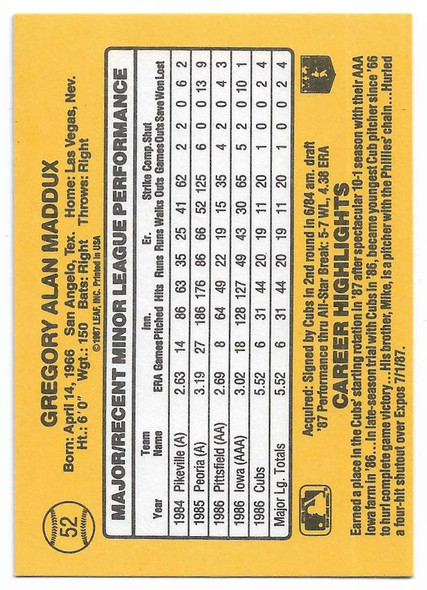 52
GREGORY ALAN MADDUX
Born: April 14, 1966 San Angelo, Tex. Home: Las Vegas, Nev.
Ht.: 6'0" Wgt.: 150 Bats: Right Throws: Right
©1987 LEAF, INC. Printed in USA
MAJOR/RECENT MINOR LEAGUE PERFORMANCE
Team Inn. Er. Strike Comp. Shut
Year Name ERA Games Pitched Hits Runs Runs Walks Outs Games Outs Save Won Lost
1984 Pikeville (A) 2.63 14 86 63 35 25 41 62 2 2 0 6 2
1985 Peoria (A) 3.19 27 186 176 86 66 52 125 6 0 0 13 9
1986 Pittsfield (AA) 2.69 8 64 49 22 19 15 35 4 2 0 4 3
1986 Iowa (AAA) 3.02 18 128 127 49 43 30 65 5 2 0 10 1
1986 Cubs 5.52 6 31 44 20 19 11 20 1 0 0 2 4
Major Lg. Totals 5.52 6 31 44 20 19 11 20 1 0 0 2 4
Acquired: Signed by Cubs in 2nd round in 6/84 am. draft
'87 Performance thru All-Star Break: 5-7 WL, 4.38 ERA
CAREER HIGHLIGHTS
Earned a place in the Cubs' starting rotation in '87 after spectacular 10-1 season with their AAA
Iowa farm in '86...In late-season trial with Cubs in '86, became youngest Cub pitcher since '66
to hurl complete game victory...His brother, Mike, is a pitcher with the Phillies' chain...Hurled
a four-hit shutout over Expos 7/1/87.